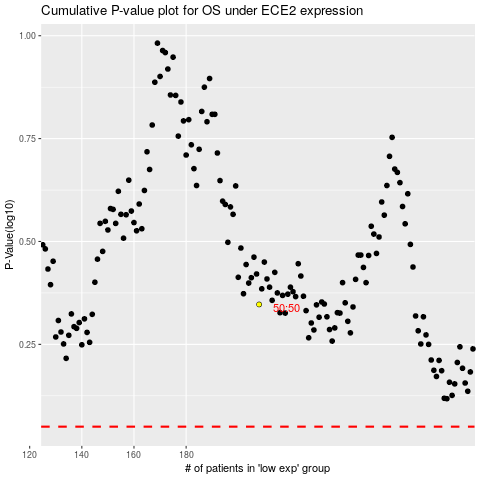 Cumulative P-value plot for OS under ECE2 expression
P-Value(log10)
1.00
0.75
0.50
0.25
50:50
120 140 160 180
# of patients in 'low exp' group